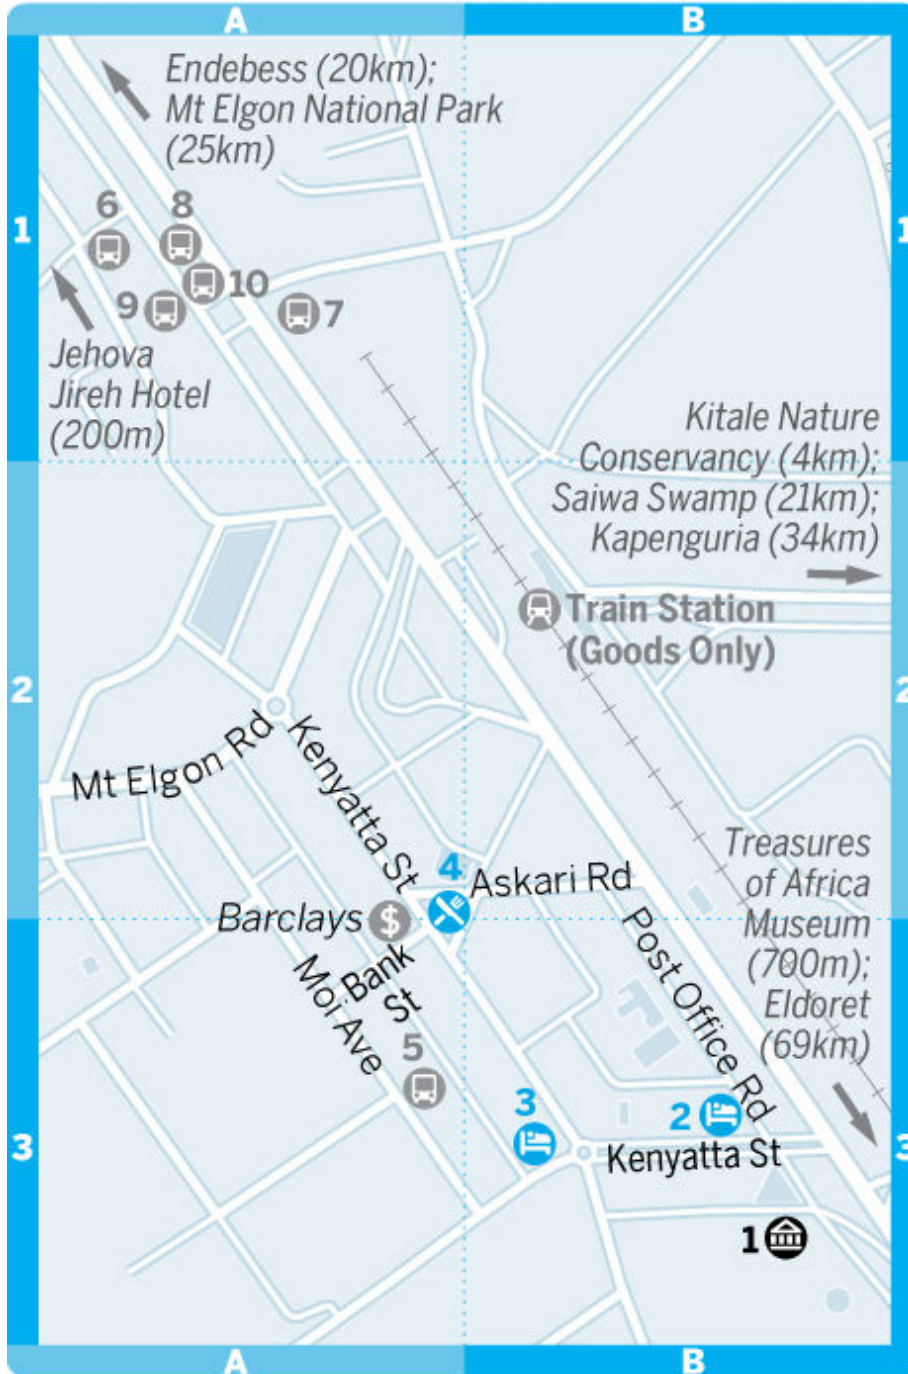 A
B
Endebess (20km);
Mt Elgon National Park
(25km)
1
1
6
8
10
9
7
Jehova
Jireh Hotel
(200m)
Kitale Nature
Conservancy (4km);
Saiwa Swamp (21km);
Kapenguria (34km)
Train Station
(Goods Only)
2
2
Mt Elgon Rd
Kenyatta St
4
Askari Rd
Treasures
of Africa
Museum
(700m);
Eldoret
(69km)
Barclays
$
Bank
St
Moi Ave
Post Office Rd
5
3
2
3
3
Kenyatta St
1
A
B